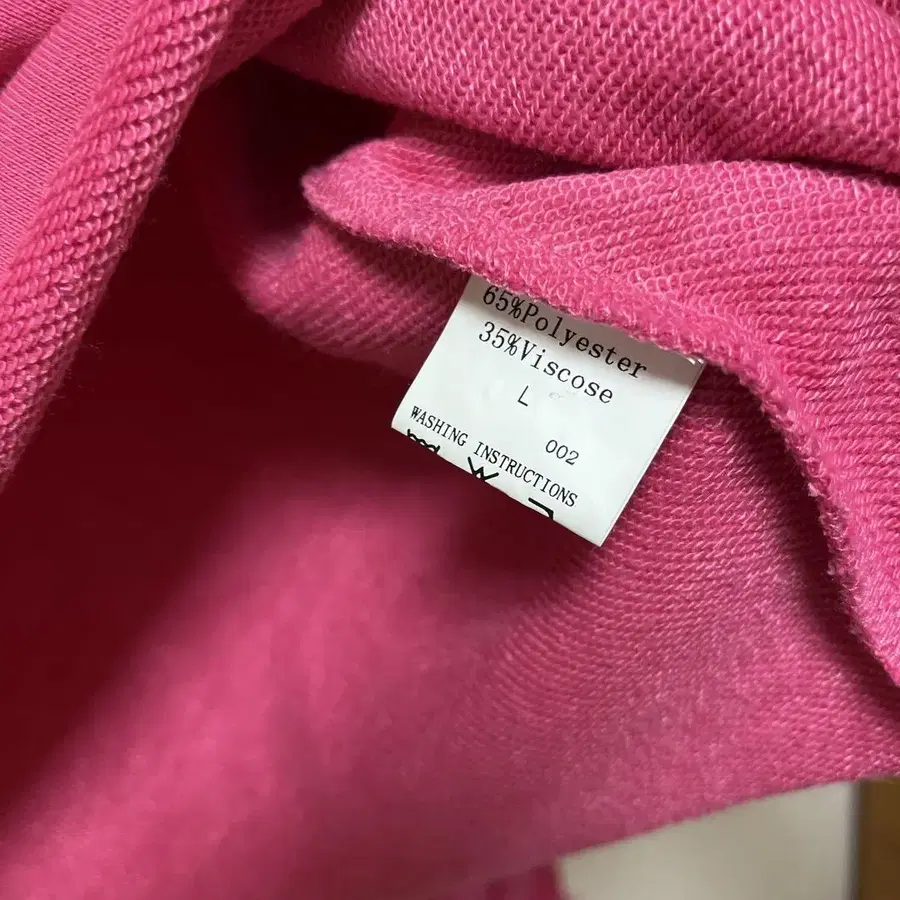 65%Polyester
35%Viscose
L
002
WASHING INSTRUCTIONS